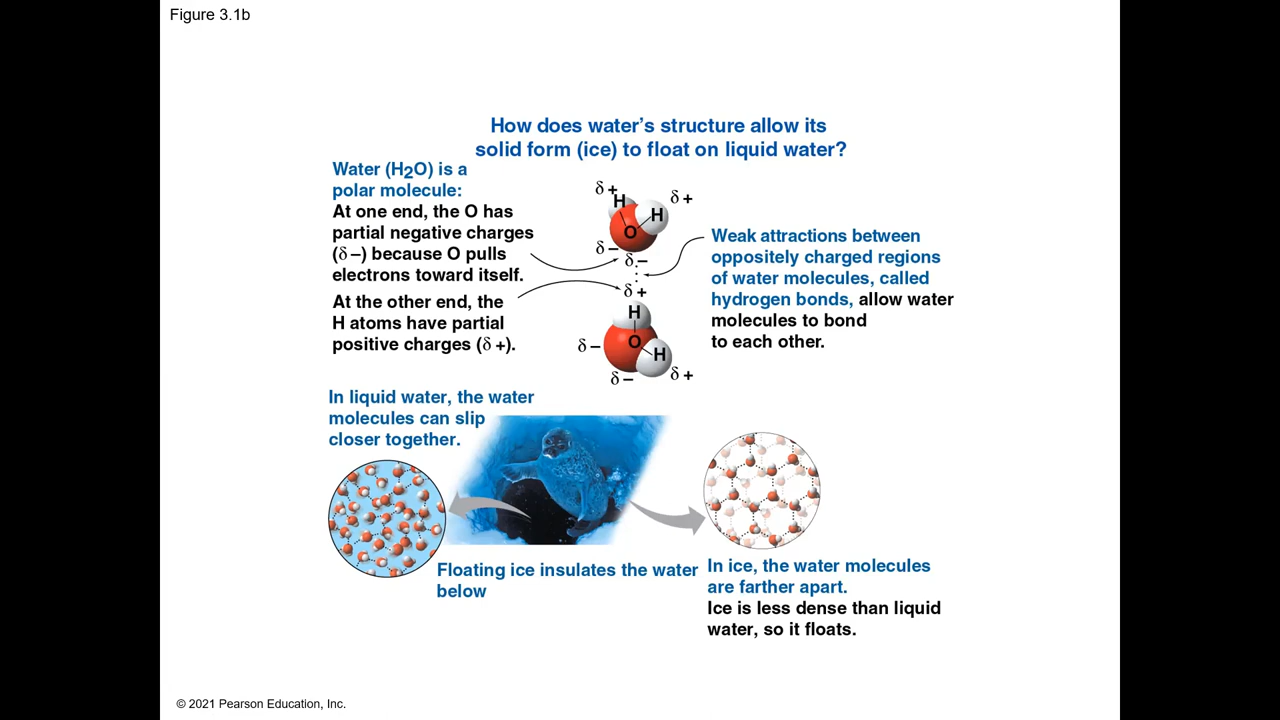 Figure 3.1b
How does water's structure allow its
solid form (ice) to float on liquid water?
Water (H2O) is a
polar molecule:
At one end, the O has
partial negative charges
(δ−) because O pulls
electrons toward itself.
At the other end, the
H atoms have partial
positive charges (δ +).
δ +
H
δ +
H
O
δ −
δ −
δ +
H
δ −
O
H
δ −
δ +
Weak attractions between
oppositely charged regions
of water molecules, called
hydrogen bonds, allow water
molecules to bond
to each other.
In liquid water, the water
molecules can slip
closer together.
Floating ice insulates the water
below
In ice, the water molecules
are farther apart.
Ice is less dense than liquid
water, so it floats.
© 2021 Pearson Education, Inc.